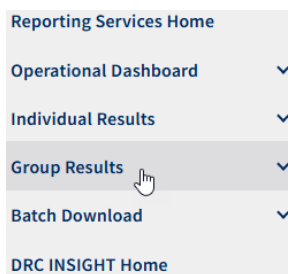 Reporting Services Home
Operational Dashboard
Individual Results
Group Results
Batch Download
DRC INSIGHT Home